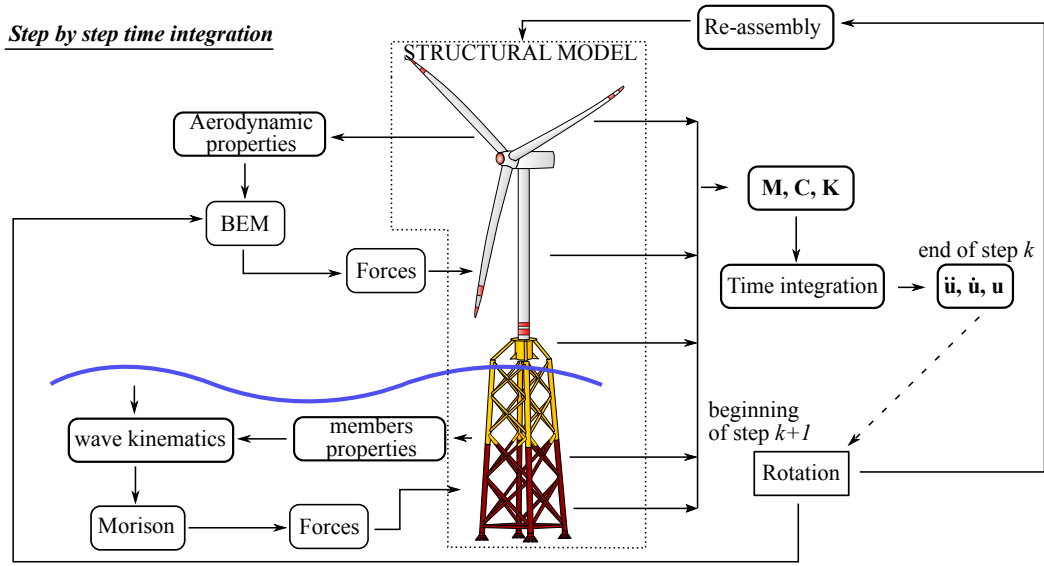 Step by step time integration
Re-assembly
STRUCTURAL MODEL
Aerodynamic
properties
BEM
Forces
M, C, K
Time integration
end of step k
ü, u̇, u
beginning
of step k+1
Rotation
wave kinematics
members
properties
Morison
Forces